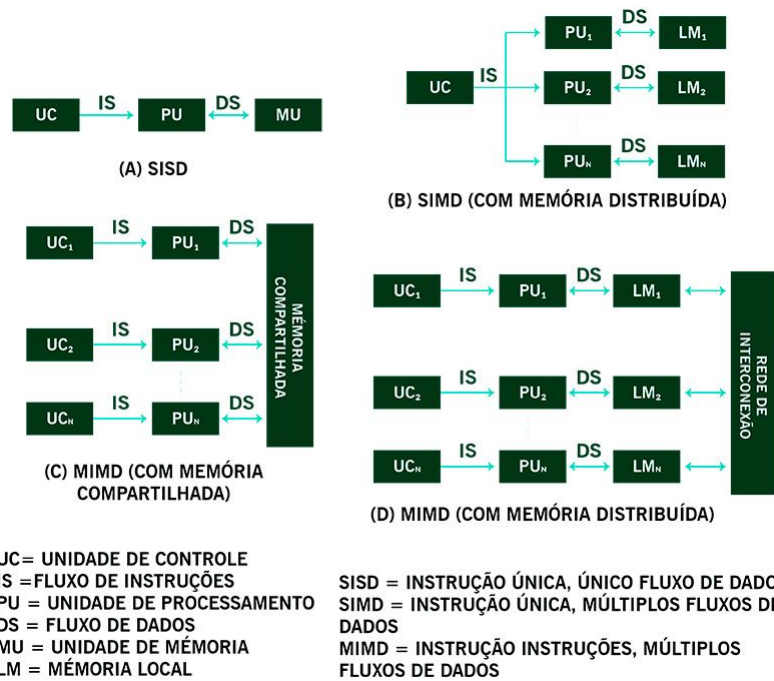 UC IS PU DS MU
(A) SISD
UC IS PU₁ DS LM₁
PU₂ DS LM₂
PUₙ DS LMₙ
(B) SIMD (COM MEMÓRIA DISTRIBUÍDA)
UC₁ IS PU₁ DS
UC₂ IS PU₂ DS
UCₙ IS PUₙ DS
MÉMORIA
COMPARTILHADA
(C) MIMD (COM MEMÓRIA
COMPARTILHADA)
UC₁ IS PU₁ DS LM₁
UC₂ IS PU₂ DS LM₂
UCₙ IS PUₙ DS LMₙ
REDE DE
INTERCONEXÃO
(D) MIMD (COM MEMÓRIA DISTRIBUÍDA)
UC= UNIDADE DE CONTROLE
IS =FLUXO DE INSTRUÇÕES
PU = UNIDADE DE PROCESSAMENTO
DS = FLUXO DE DADOS
MU = UNIDADE DE MÉMORIA
LM = MÉMORIA LOCAL
SISD = INSTRUÇÃO ÚNICA, ÚNICO FLUXO DE DADO
SIMD = INSTRUÇÃO ÚNICA, MÚLTIPLOS FLUXOS DE
DADOS
MIMD = INSTRUÇÃO INSTRUÇÕES, MÚLTIPLOS
FLUXOS DE DADOS